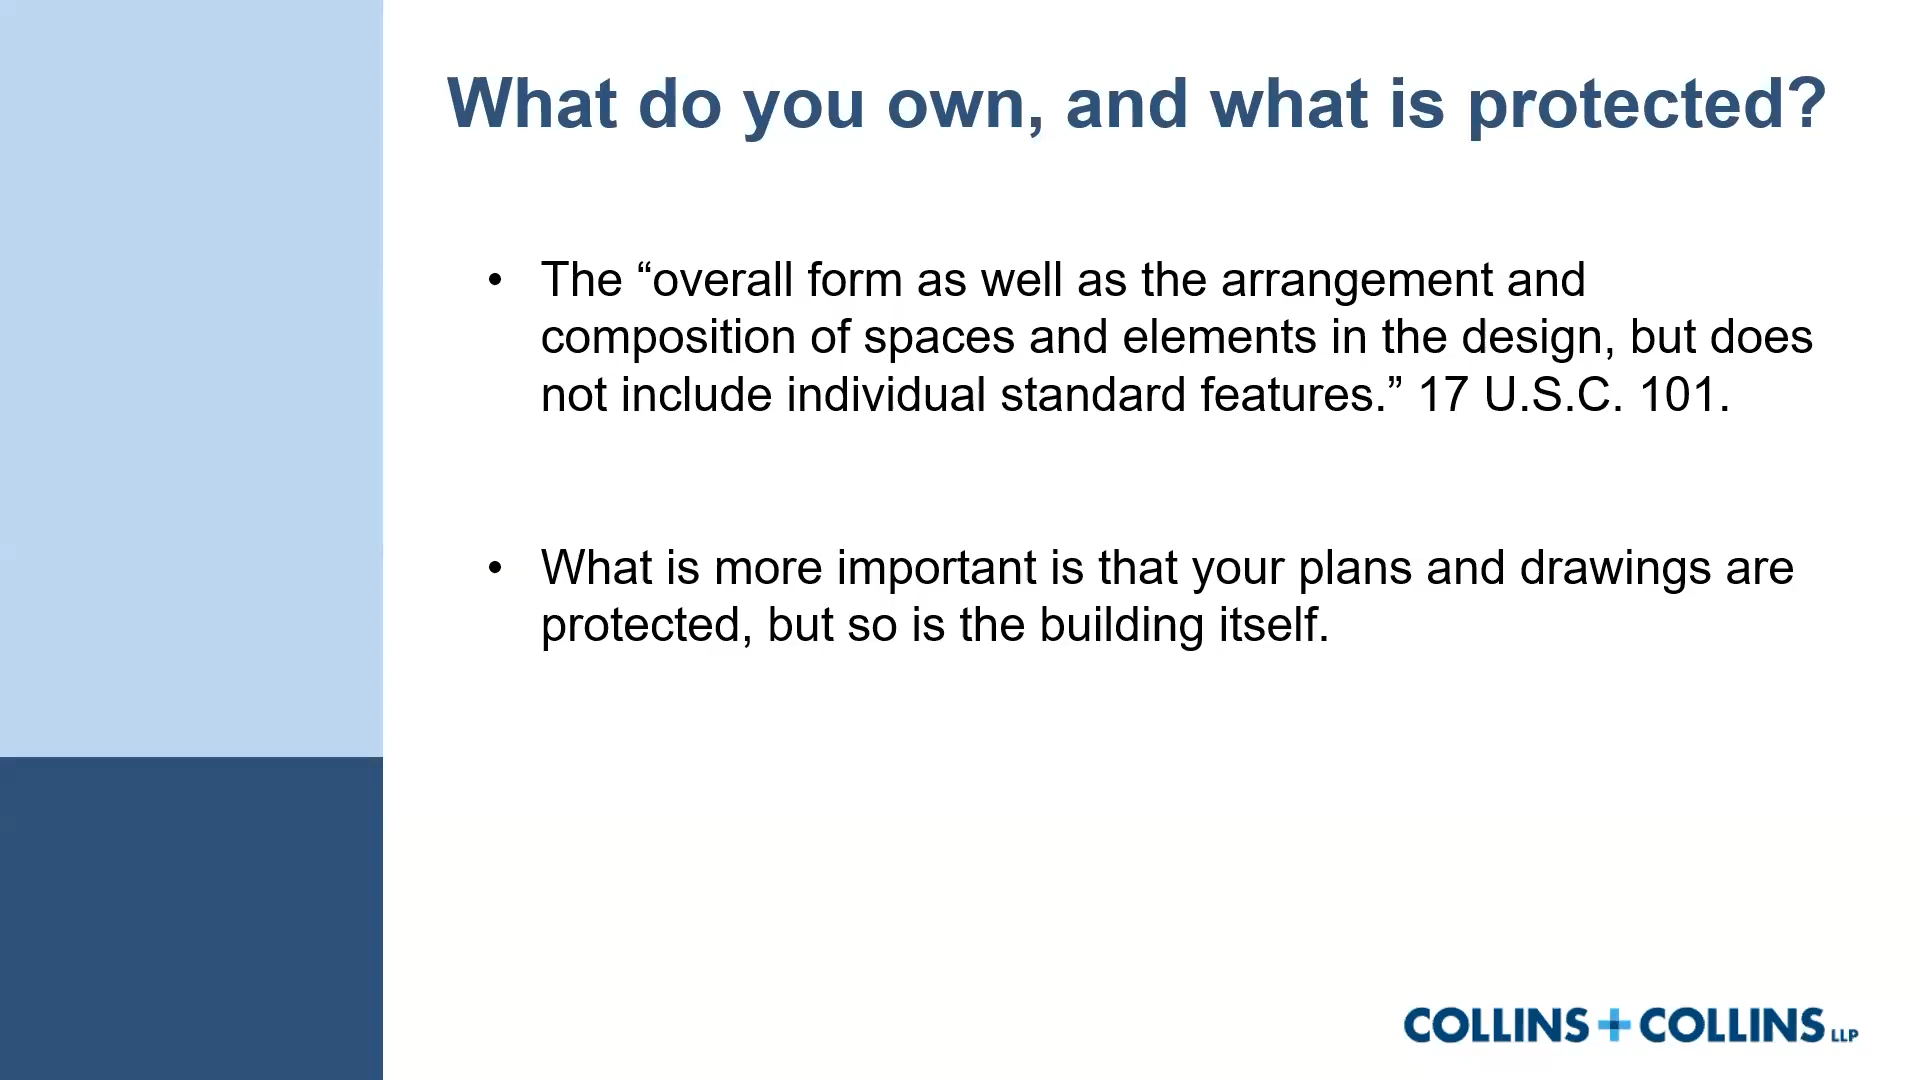 What do you own, and what is protected?
• The “overall form as well as the arrangement and
composition of spaces and elements in the design, but does
not include individual standard features.” 17 U.S.C. 101.
• What is more important is that your plans and drawings are
protected, but so is the building itself.
COLLINS + COLLINS LLP